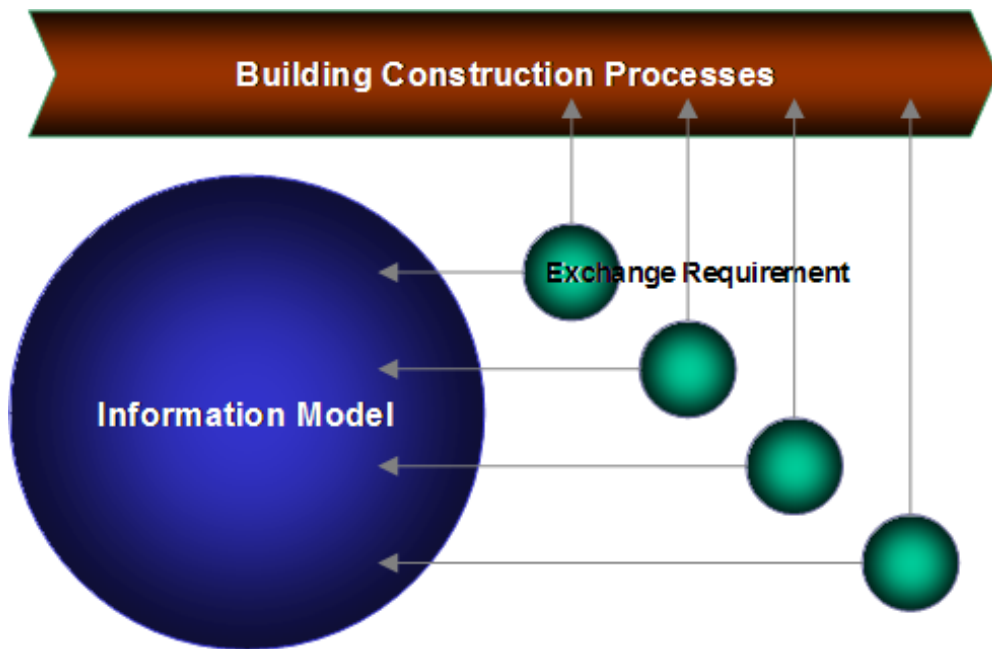 Building Construction Processes
Exchange Requirement
Information Model